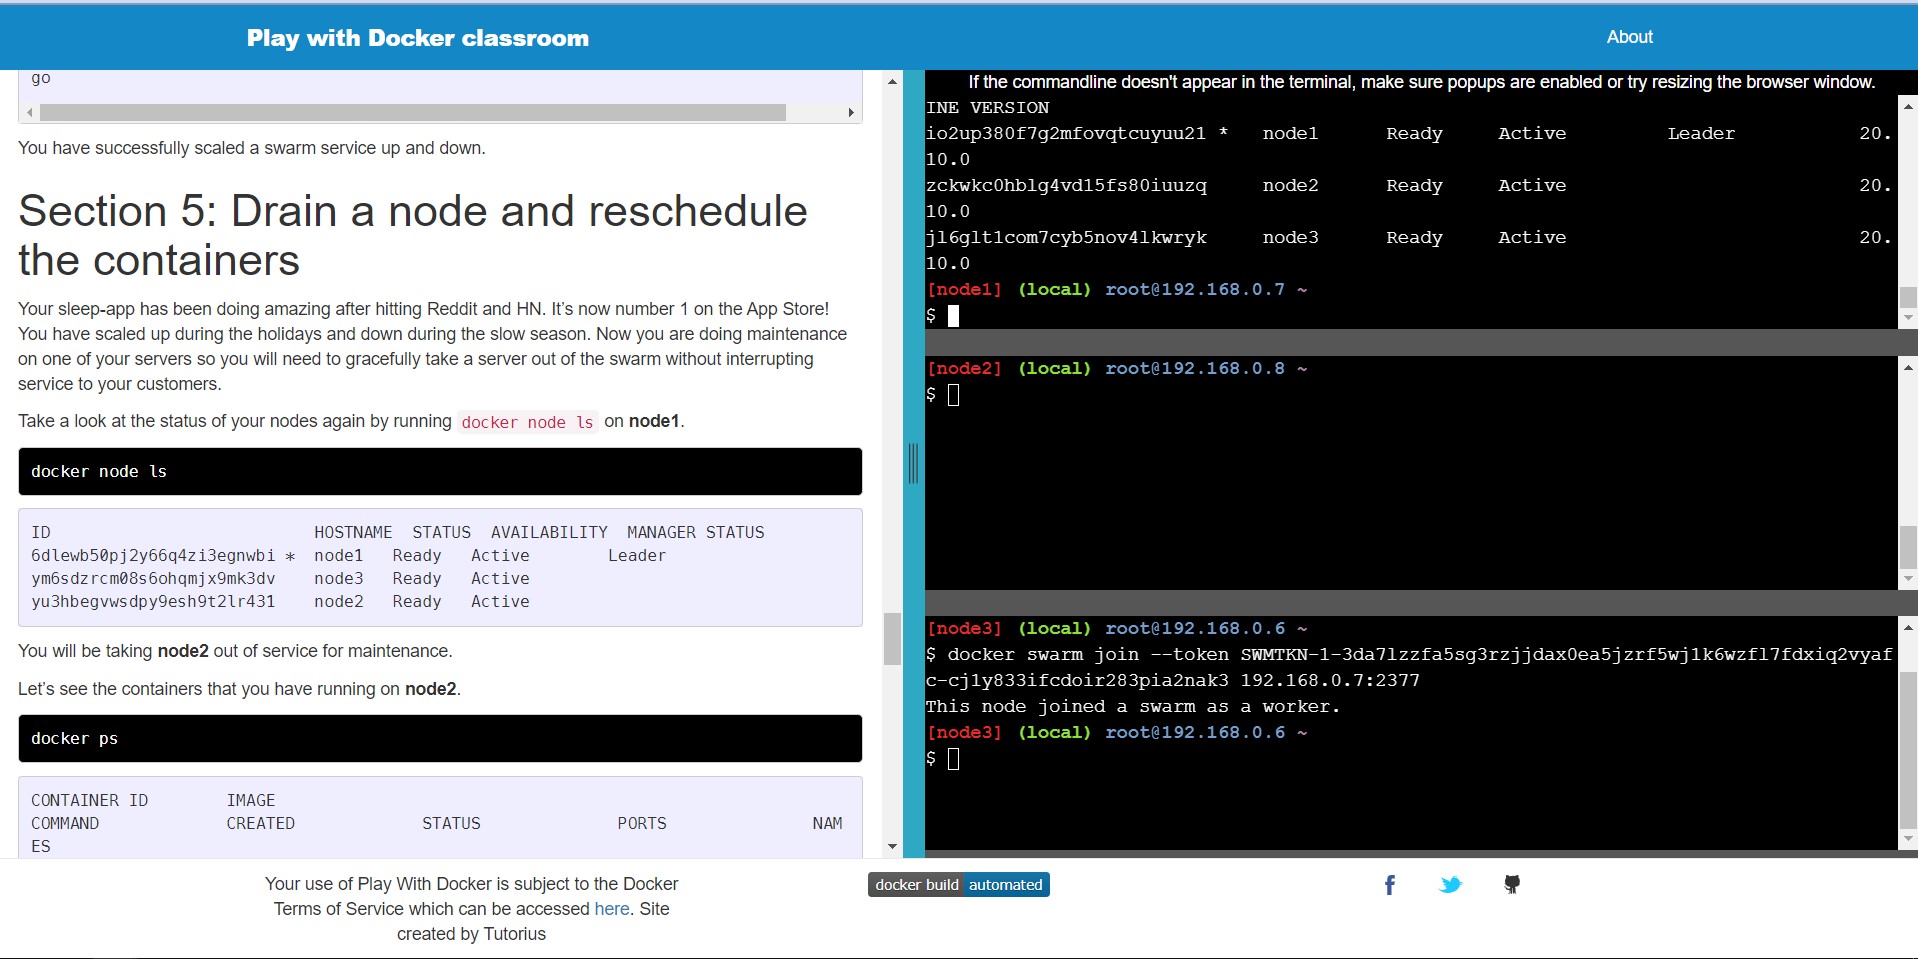 Play with Docker classroom
About
go
You have successfully scaled a swarm service up and down.
Section 5: Drain a node and reschedule
the containers
Your sleep-app has been doing amazing after hitting Reddit and HN. It’s now number 1 on the App Store!
You have scaled up during the holidays and down during the slow season. Now you are doing maintenance
on one of your servers so you will need to gracefully take a server out of the swarm without interrupting
service to your customers.
Take a look at the status of your nodes again by running docker node ls on node1.
docker node ls
ID HOSTNAME STATUS AVAILABILITY MANAGER STATUS
6dlewb50pj2y66q4zi3egnwbi * node1 Ready Active Leader
ym6sdzrcm08s6ohqmjx9mk3dv node3 Ready Active
yu3hbegvwsdpy9esh9t2lr431 node2 Ready Active
You will be taking node2 out of service for maintenance.
Let’s see the containers that you have running on node2.
docker ps
CONTAINER ID IMAGE
COMMAND CREATED STATUS PORTS NAM
ES
If the commandline doesn't appear in the terminal, make sure popups are enabled or try resizing the browser window.
INE VERSION
io2up380f7g2mfovqtcuyuu21 * node1 Ready Active Leader 20.
10.0
zckwkc0hblg4vd15fs80iuuzq node2 Ready Active 20.
10.0
jl6glt1com7cyb5nov4lkwryk node3 Ready Active 20.
10.0
[node1] (local) root@192.168.0.7 ~
$
[node2] (local) root@192.168.0.8 ~
$
[node3] (local) root@192.168.0.6 ~
$ docker swarm join --token SWMTKN-1-3da7lzzfa5sg3rzjjdax0ea5jzrf5wj1k6wzfl7fdxiq2vyaf
c-cj1y833ifcdoir283pia2nak3 192.168.0.7:2377
This node joined a swarm as a worker.
[node3] (local) root@192.168.0.6 ~
$
Your use of Play With Docker is subject to the Docker
Terms of Service which can be accessed here. Site
created by Tutorius
docker build automated